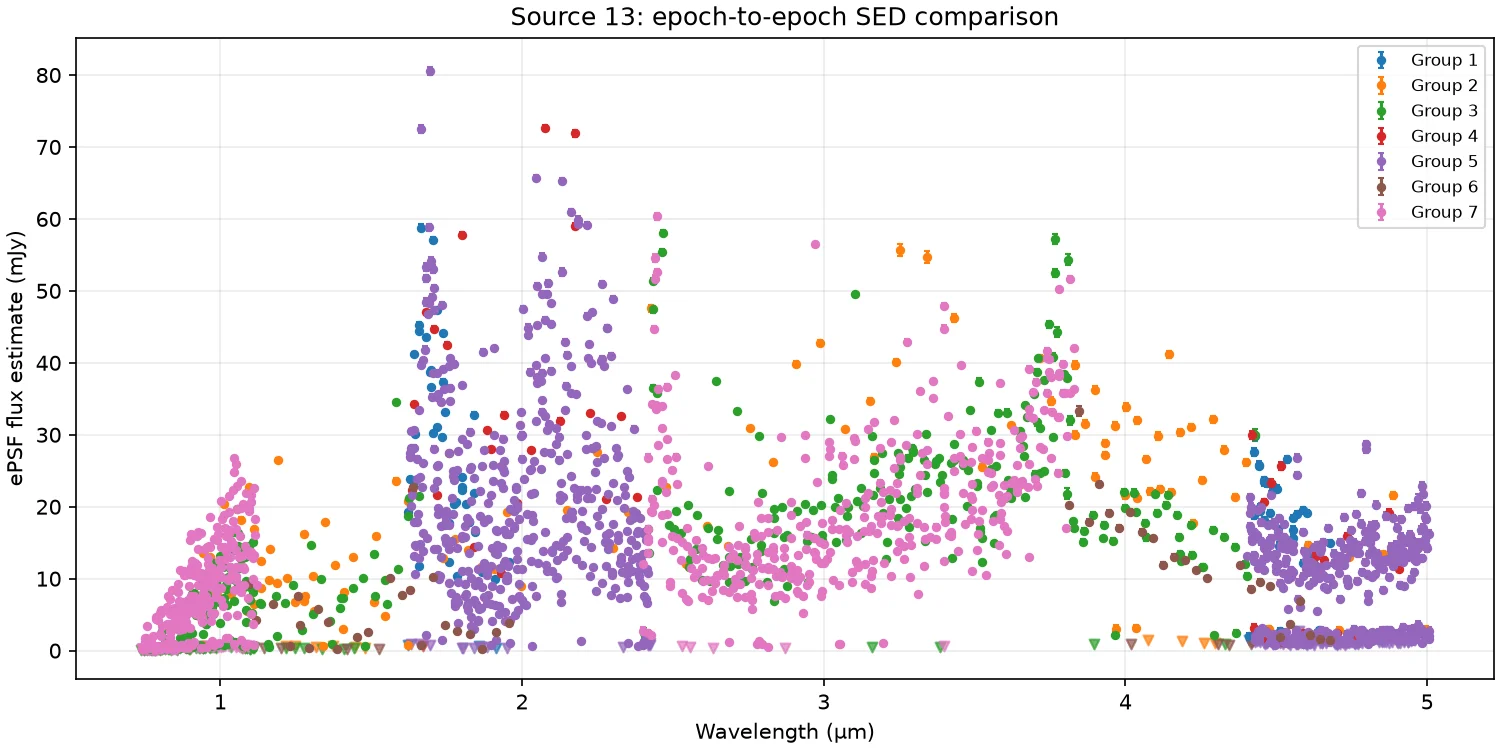 Source 13: epoch-to-epoch SED comparison
ePSF flux estimate (mJy)
80
70
60
50
40
30
20
10
0
1
2
3
4
5
Wavelength (μm)
Group 1
Group 2
Group 3
Group 4
Group 5
Group 6
Group 7